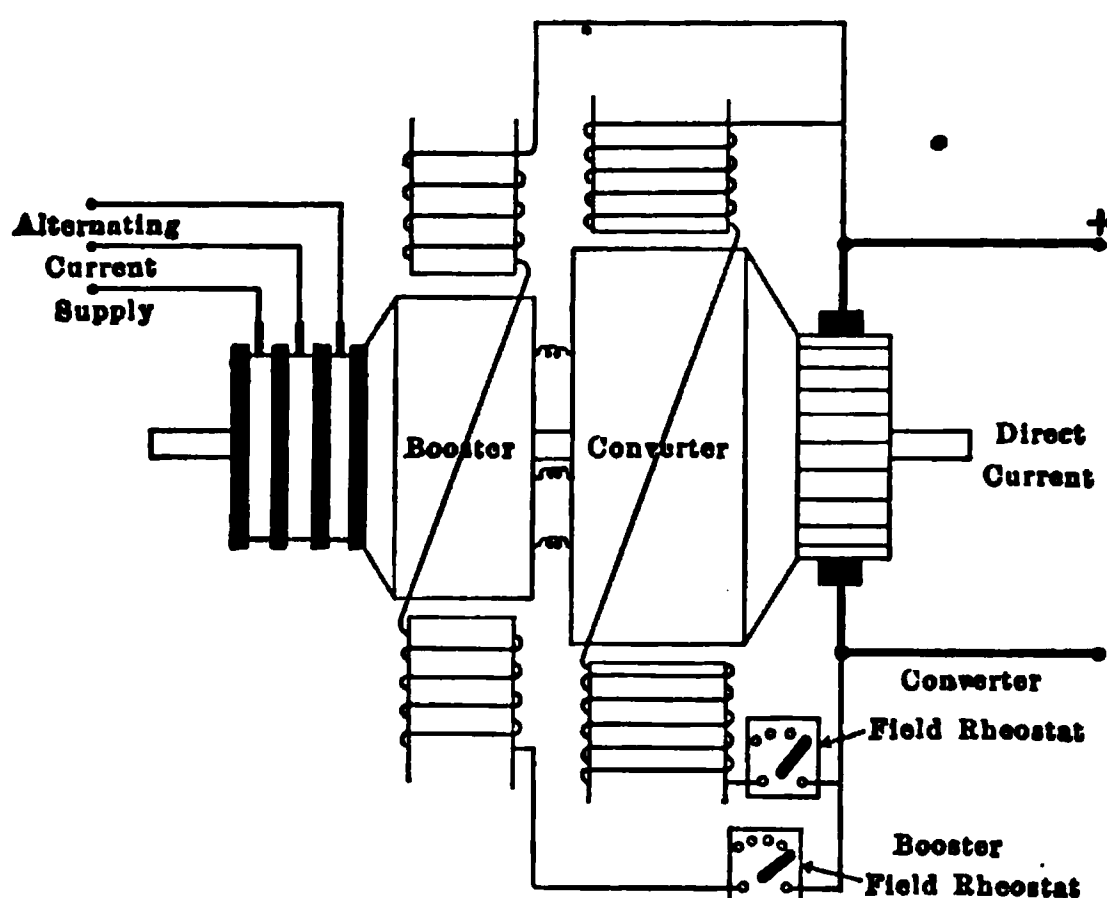 +
Alternating
Current
Supply
Booster
Converter
Direct
Current
Converter
Field Rheostat
Booster
Field Rheostat